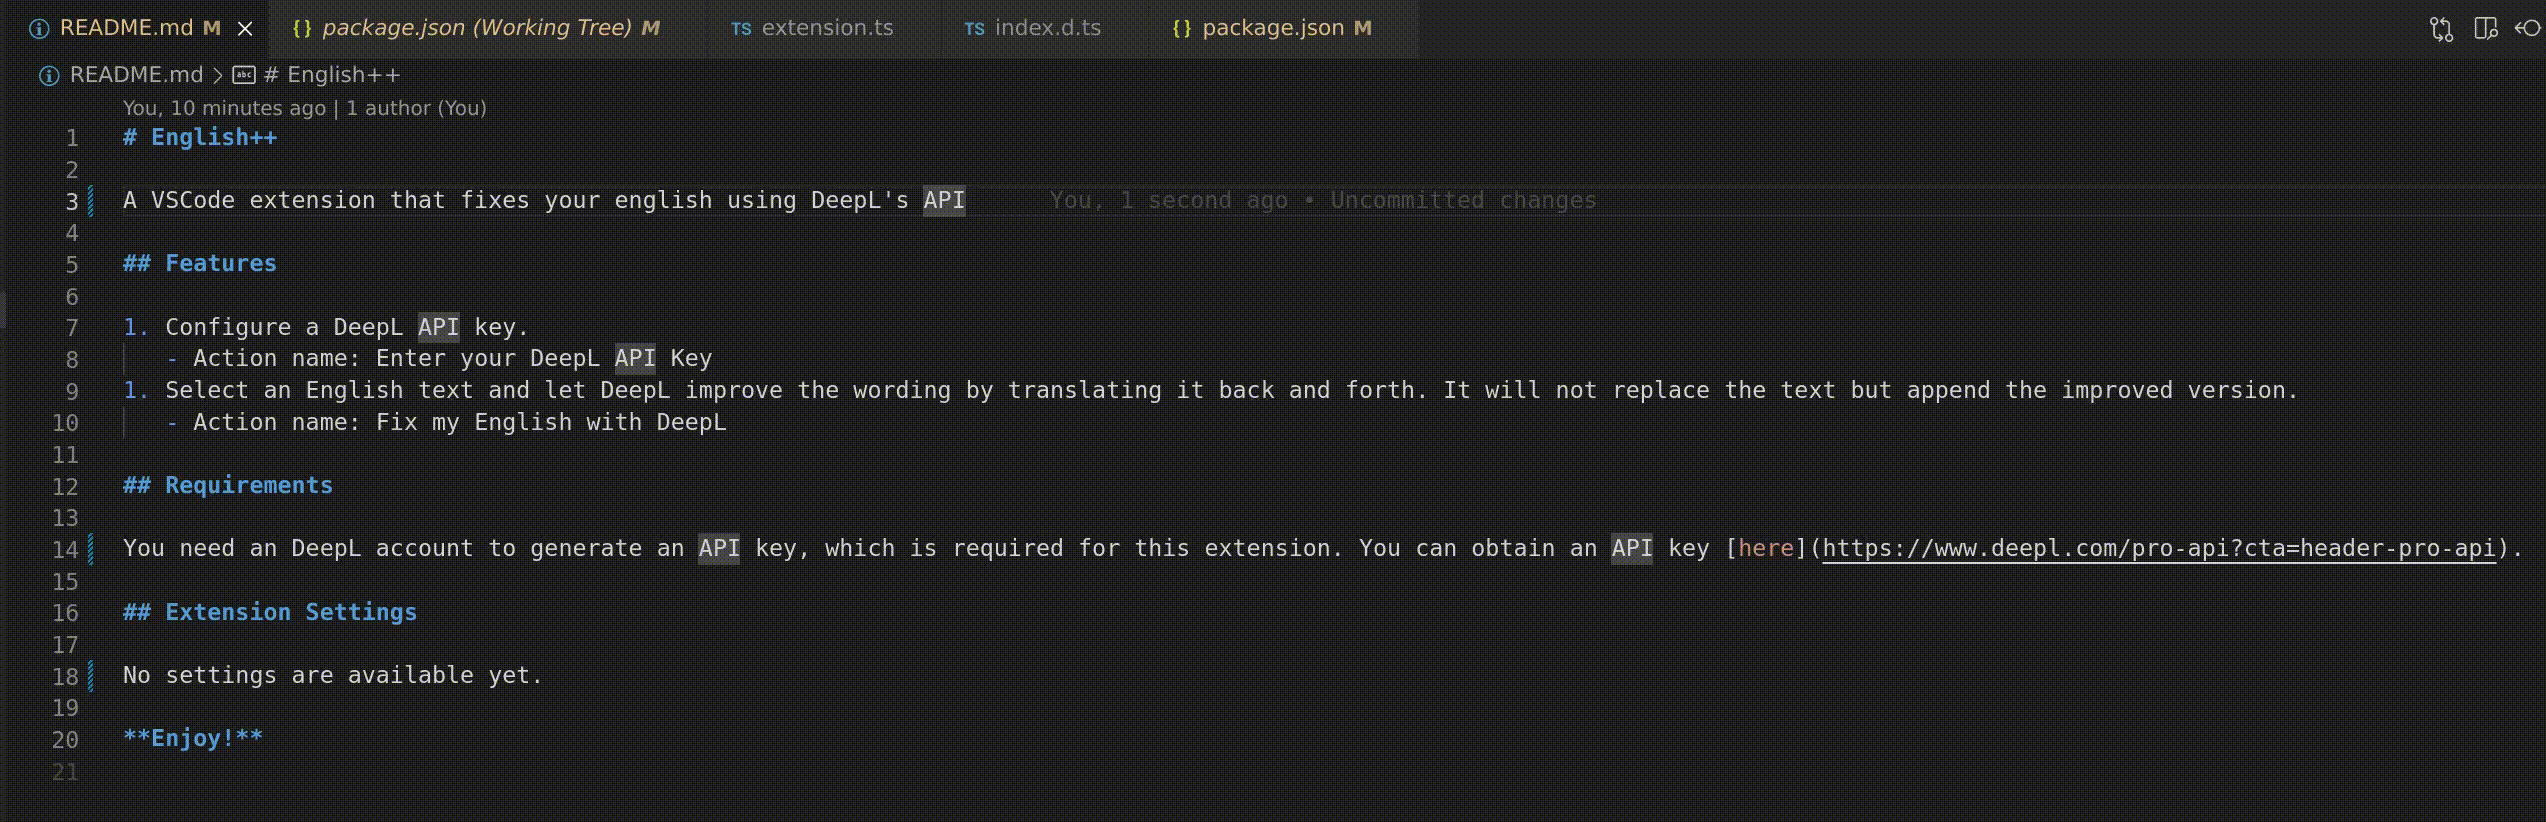 README.md M
{} package.json (Working Tree) M
TS extension.ts
TS index.d.ts
{} package.json M
README.md > abc # English++
You, 10 minutes ago | 1 author (You)
1 # English++
2
3 A VSCode extension that fixes your english using DeepL's API You, 1 second ago • Uncommitted changes
4
5 ## Features
6
7 1. Configure a DeepL API key.
8 - Action name: Enter your DeepL API Key
9 1. Select an English text and let DeepL improve the wording by translating it back and forth. It will not replace the text but append the improved version.
10 - Action name: Fix my English with DeepL
11
12 ## Requirements
13
14 You need an DeepL account to generate an API key, which is required for this extension. You can obtain an API key [here](https://www.deepl.com/pro-api?cta=header-pro-api).
15
16 ## Extension Settings
17
18 No settings are available yet.
19
20 **Enjoy!**
21